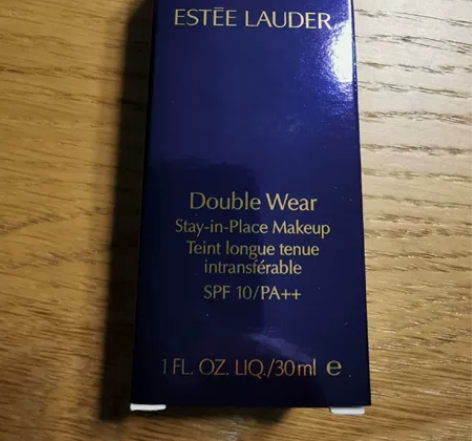 ESTĒE LAUDER
Double Wear
Stay-in-Place Makeup
Teint longue tenue
intransférable
SPF 10/PA++
1 FL. OZ. LIQ./30ml ℮